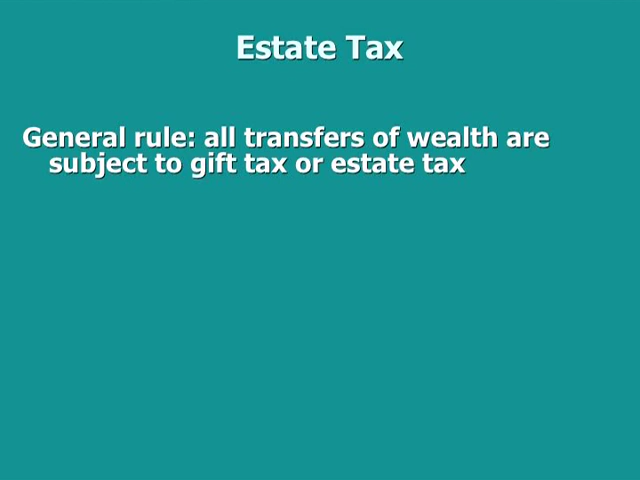 Estate Tax
General rule: all transfers of wealth are
subject to gift tax or estate tax